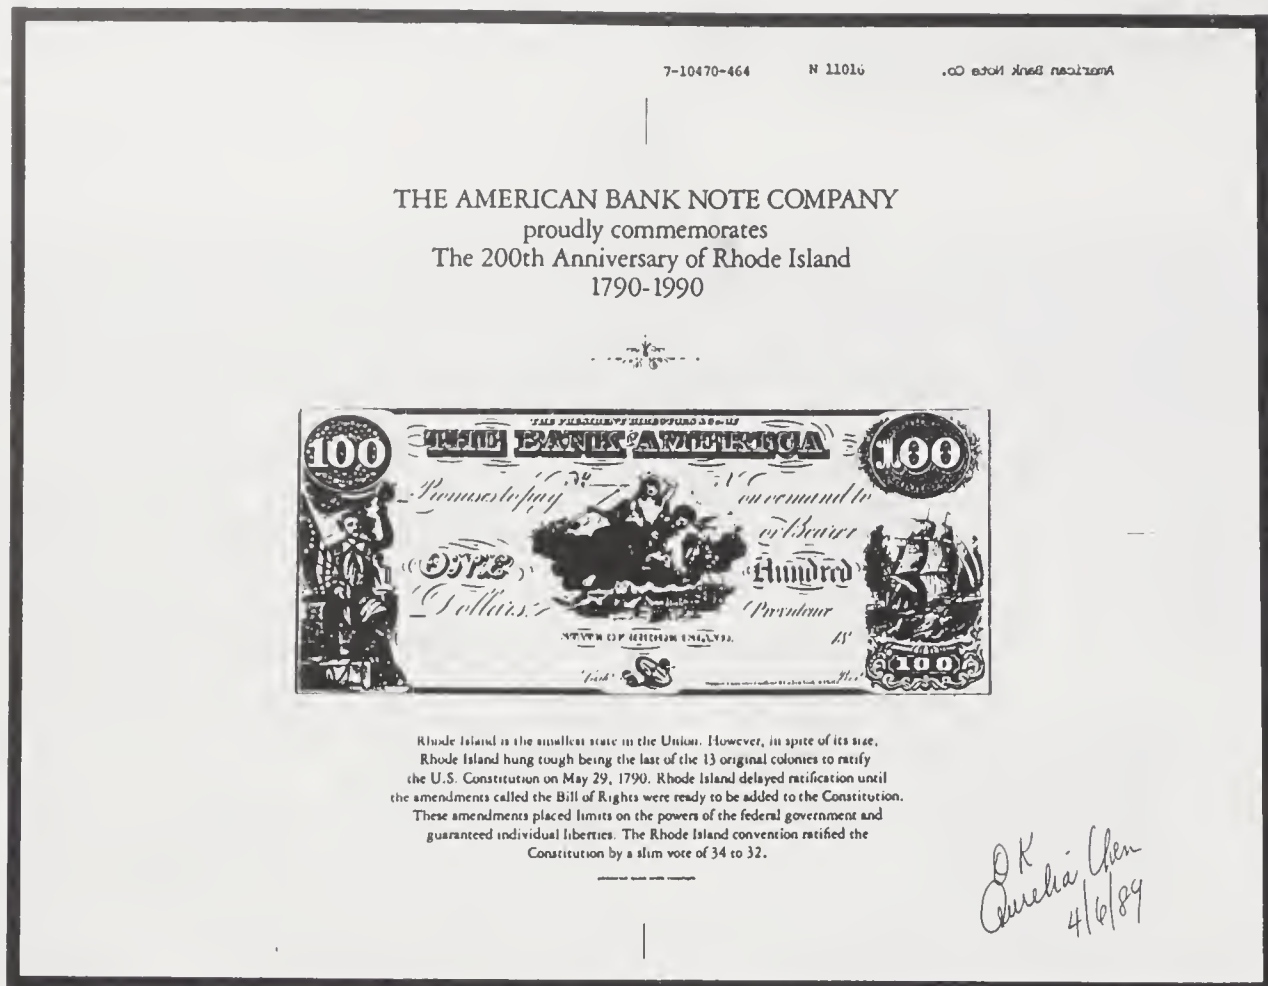 7-10470-464 N 11016 American Bank Note Co.
THE AMERICAN BANK NOTE COMPANY
proudly commemorates
The 200th Anniversary of Rhode Island
1790-1990
THE PRESIDENT DIRECTORS & CO. OF
100 THE BANK OF AMERICA 100
Promises to pay on demand to
or Bearer
ONE Hundred
Dollars.
STATE OF RHODE ISLAND. 18
100
Rhode Island is the smallest state in the Union. However, in spite of its size,
Rhode Island hung tough being the last of the 13 original colonies to ratify
the U.S. Constitution on May 29, 1790. Rhode Island delayed ratification until
the amendments called the Bill of Rights were ready to be added to the Constitution.
These amendments placed limits on the powers of the federal government and
guaranteed individual liberties. The Rhode Island convention ratified the
Constitution by a slim vote of 34 to 32.
OK
Aurelia Chen
4/6/89